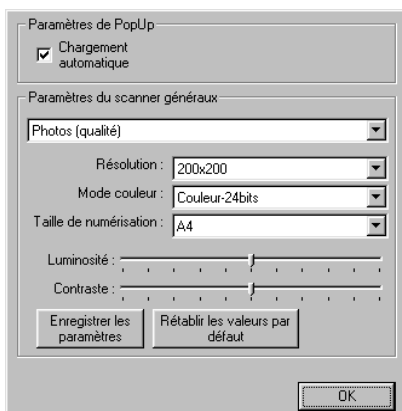 Paramètres de PopUp
Chargement
automatique
Paramètres du scanner généraux
Photos (qualité)
Résolution : 200x200
Mode couleur : Couleur-24bits
Taille de numérisation : A4
Luminosité :
Contraste :
Enregistrer les
paramètres
Rétablir les valeurs par
défaut
OK